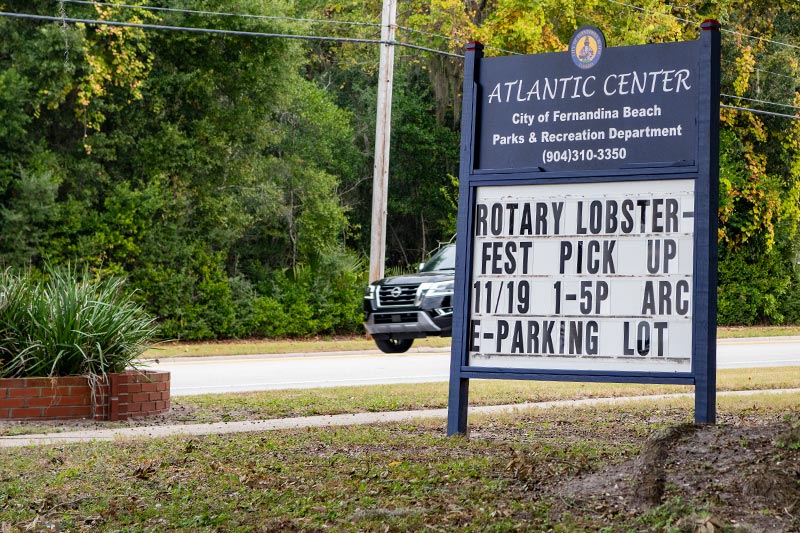 ATLANTIC CENTER
City of Fernandina Beach
Parks & Recreation Department
(904)310-3350
ROTARY LOBSTER-
FEST PICK UP
11/19 1-5P ARC
E-PARKING LOT